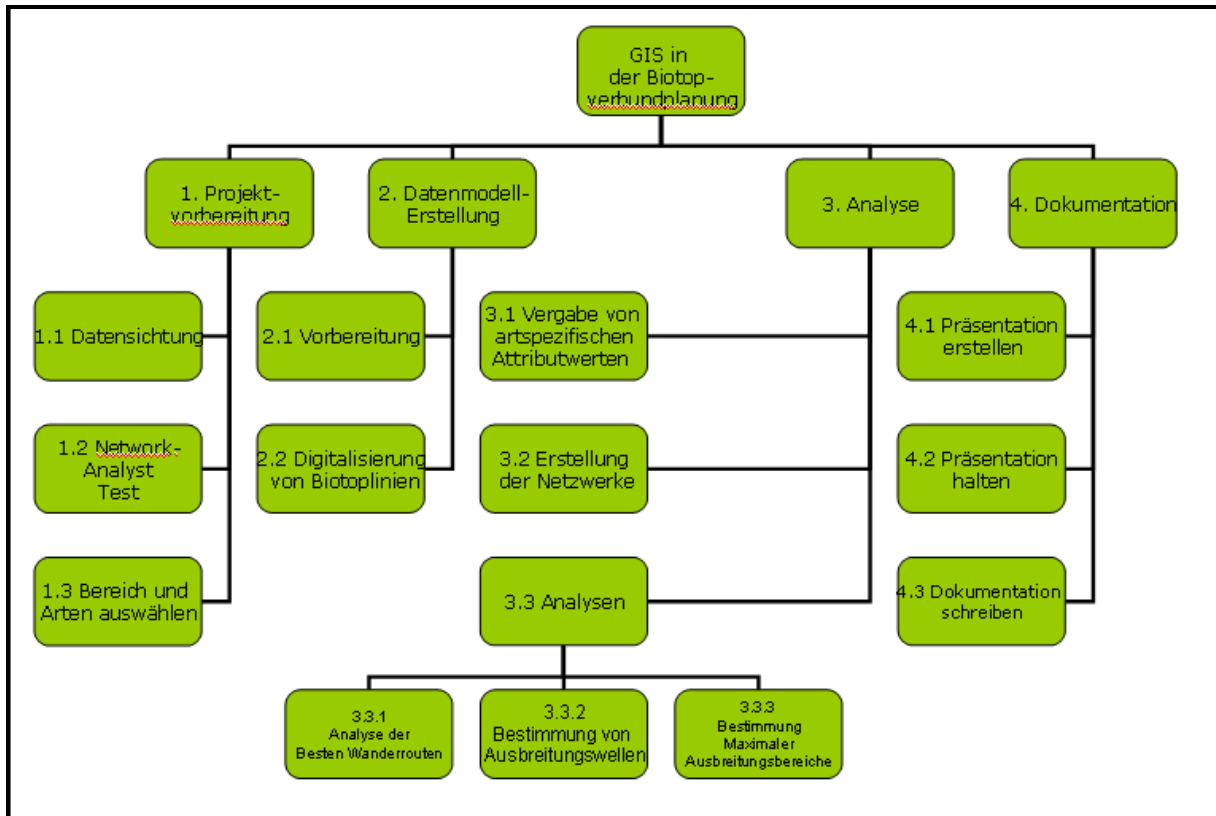 GIS in
der Biotop-
verbundplanung
1. Projekt-
vorbereitung
2. Datenmodell-
Erstellung
3. Analyse
4. Dokumentation
1.1 Datensichtung
2.1 Vorbereitung
3.1 Vergabe von
artspezifischen
Attributwerten
4.1 Präsentation
erstellen
1.2 Network-
Analyst
Test
2.2 Digitalisierung
von Biotoplinien
3.2 Erstellung
der Netzwerke
4.2 Präsentation
halten
1.3 Bereich und
Arten auswählen
3.3 Analysen
4.3 Dokumentation
schreiben
3.3.1
Analyse der
Besten Wanderrouten
3.3.2
Bestimmung von
Ausbreitungswellen
3.3.3
Bestimmung
Maximaler
Ausbreitungsbereiche